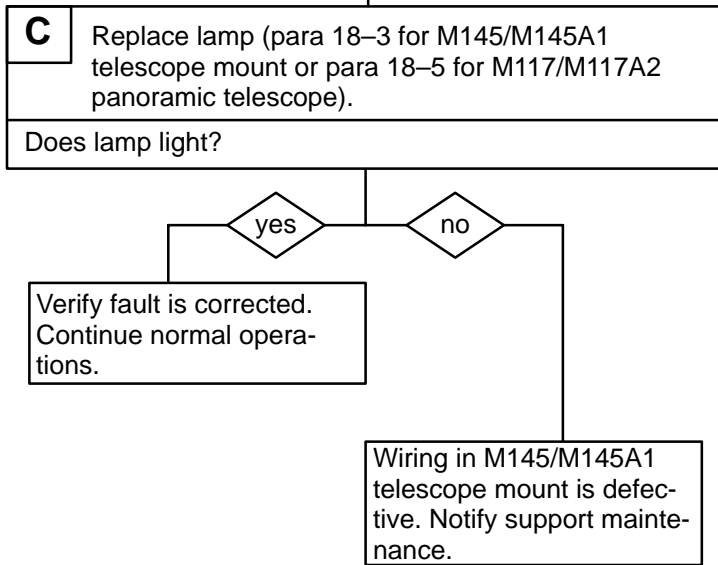 C
Replace lamp (para 18–3 for M145/M145A1
telescope mount or para 18–5 for M117/M117A2
panoramic telescope).
Does lamp light?
yes
no
Verify fault is corrected.
Continue normal opera-
tions.
Wiring in M145/M145A1
telescope mount is defec-
tive. Notify support mainte-
nance.